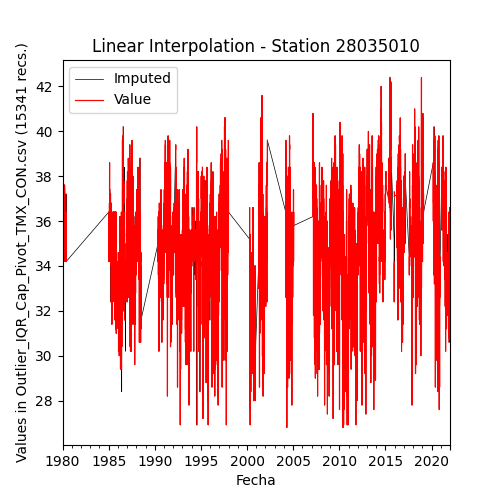 Linear Interpolation - Station 28035010
Imputed
Value
Values in Outlier_IQR_Cap_Pivot_TMX_CON.csv (15341 recs.)
42
40
38
36
34
32
30
28
1980 1985 1990 1995 2000 2005 2010 2015 2020
Fecha